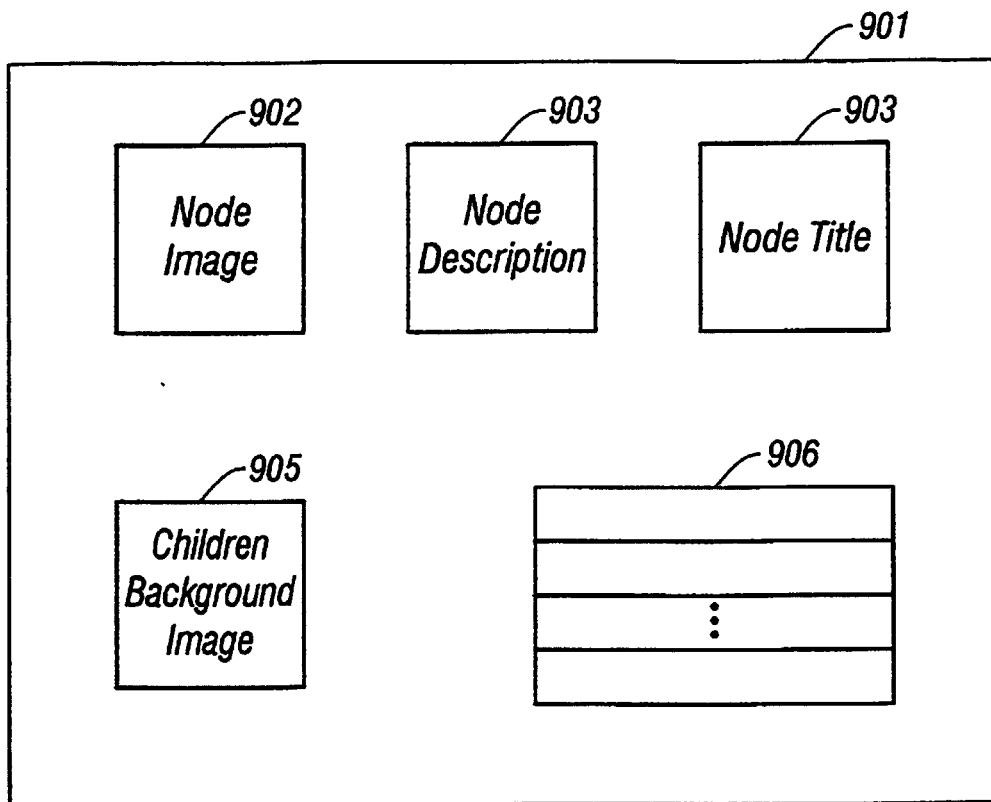 901
902
903
903
Node
Image
Node
Description
Node Title
905
906
Children
Background
Image